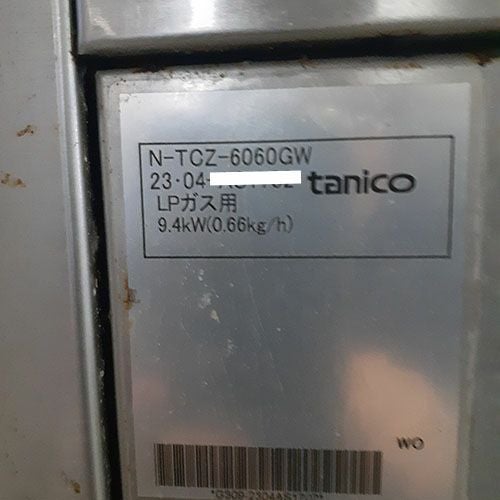 N-TCZ-6060GW
23・04-
tanico
LPガス用
9.4kW(0.66kg/h)
WO